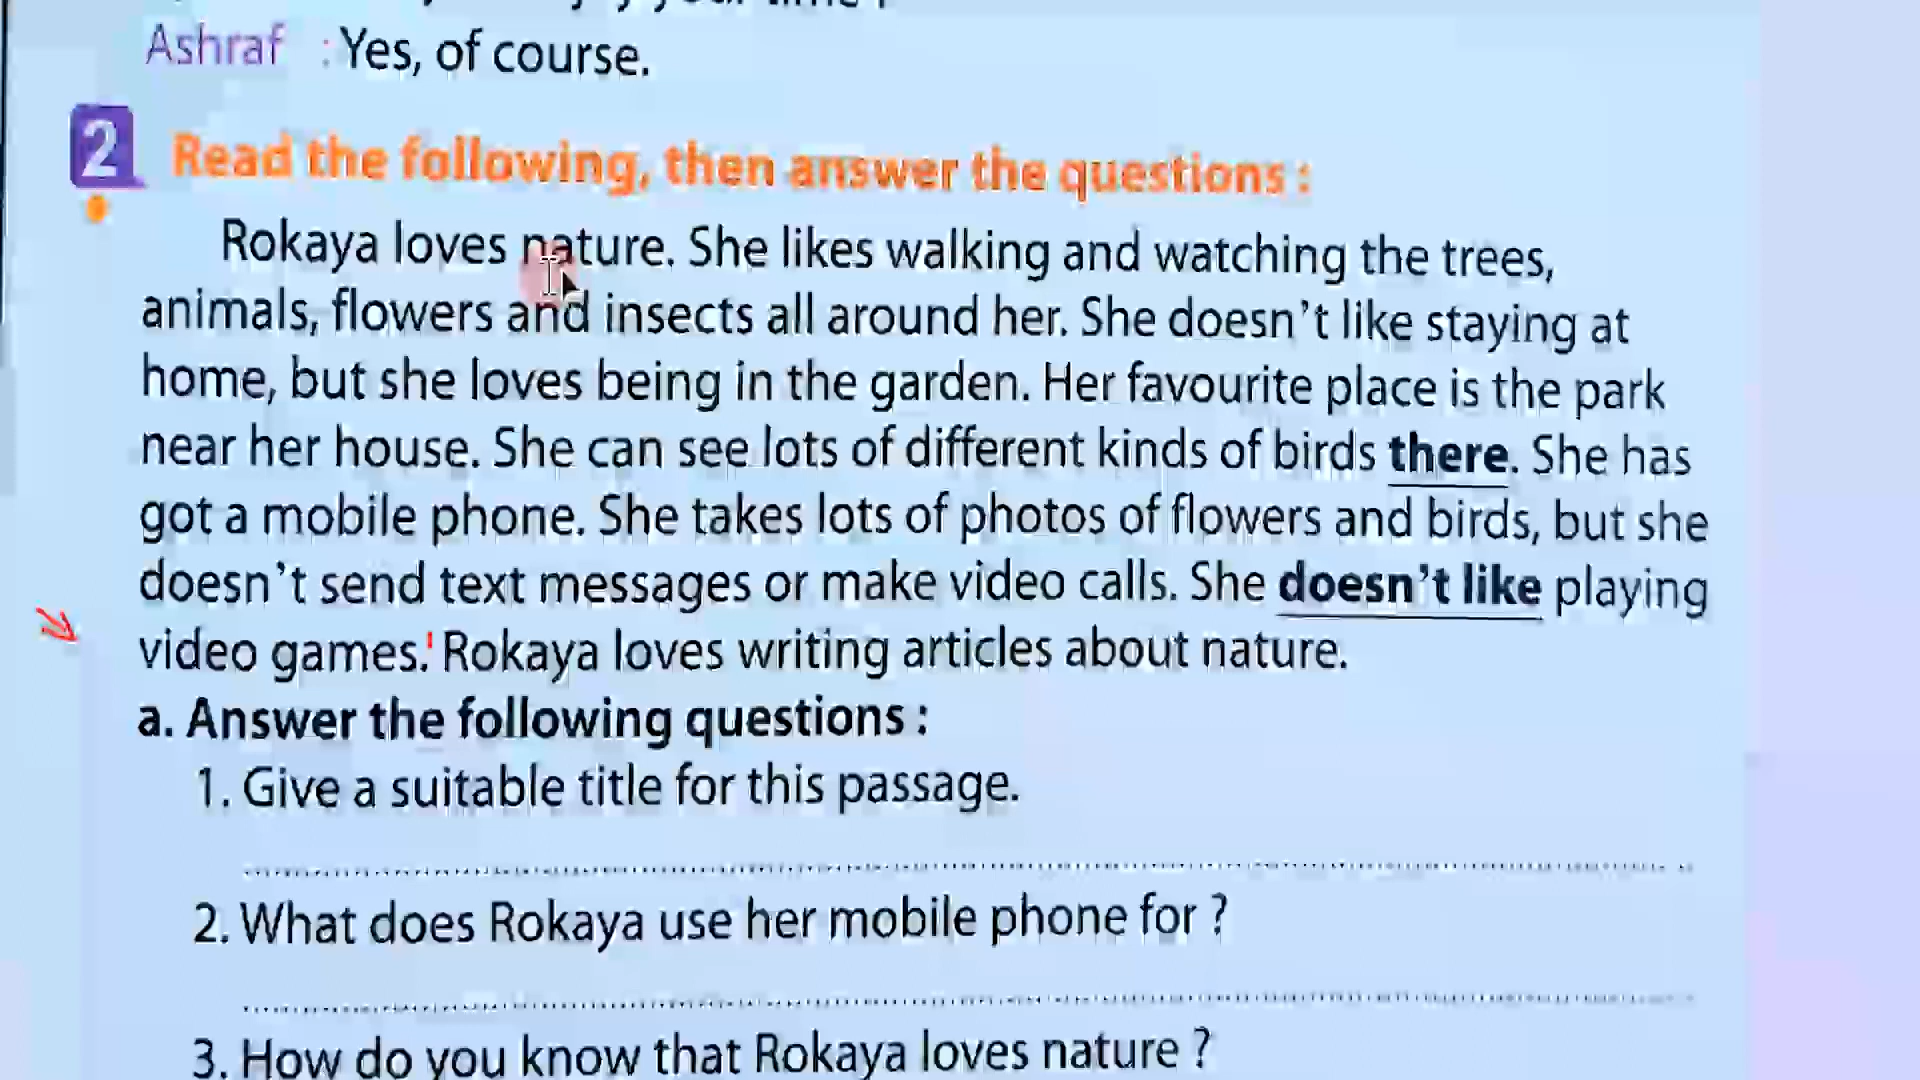 Ashraf : Yes, of course.
2 Read the following, then answer the questions :
Rokaya loves nature. She likes walking and watching the trees,
animals, flowers and insects all around her. She doesn't like staying at
home, but she loves being in the garden. Her favourite place is the park
near her house. She can see lots of different kinds of birds there. She has
got a mobile phone. She takes lots of photos of flowers and birds, but she
doesn't send text messages or make video calls. She doesn't like playing
video games. Rokaya loves writing articles about nature.
a. Answer the following questions :
1. Give a suitable title for this passage.
2. What does Rokaya use her mobile phone for ?
3. How do you know that Rokaya loves nature ?